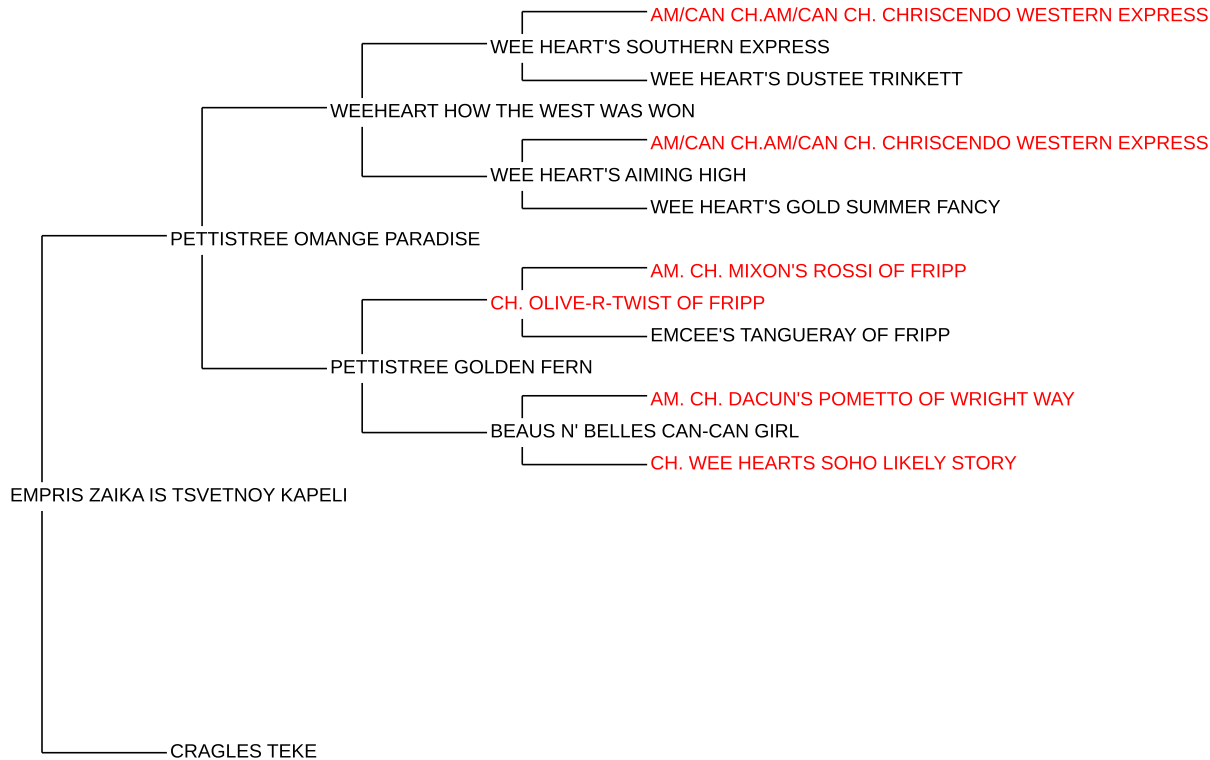 AM/CAN CH.AM/CAN CH. CHRISCENDO WESTERN EXPRESS
WEE HEART'S SOUTHERN EXPRESS
WEE HEART'S DUSTEE TRINKETT
WEEHEART HOW THE WEST WAS WON
AM/CAN CH.AM/CAN CH. CHRISCENDO WESTERN EXPRESS
WEE HEART'S AIMING HIGH
WEE HEART'S GOLD SUMMER FANCY
PETTISTREE OMANGE PARADISE
AM. CH. MIXON'S ROSSI OF FRIPP
CH. OLIVE-R-TWIST OF FRIPP
EMCEE'S TANGUERAY OF FRIPP
PETTISTREE GOLDEN FERN
AM. CH. DACUN'S POMETTO OF WRIGHT WAY
BEAUS N' BELLES CAN-CAN GIRL
CH. WEE HEARTS SOHO LIKELY STORY
EMPRIS ZAIKA IS TSVETNOY KAPELI
CRAGLES TEKE